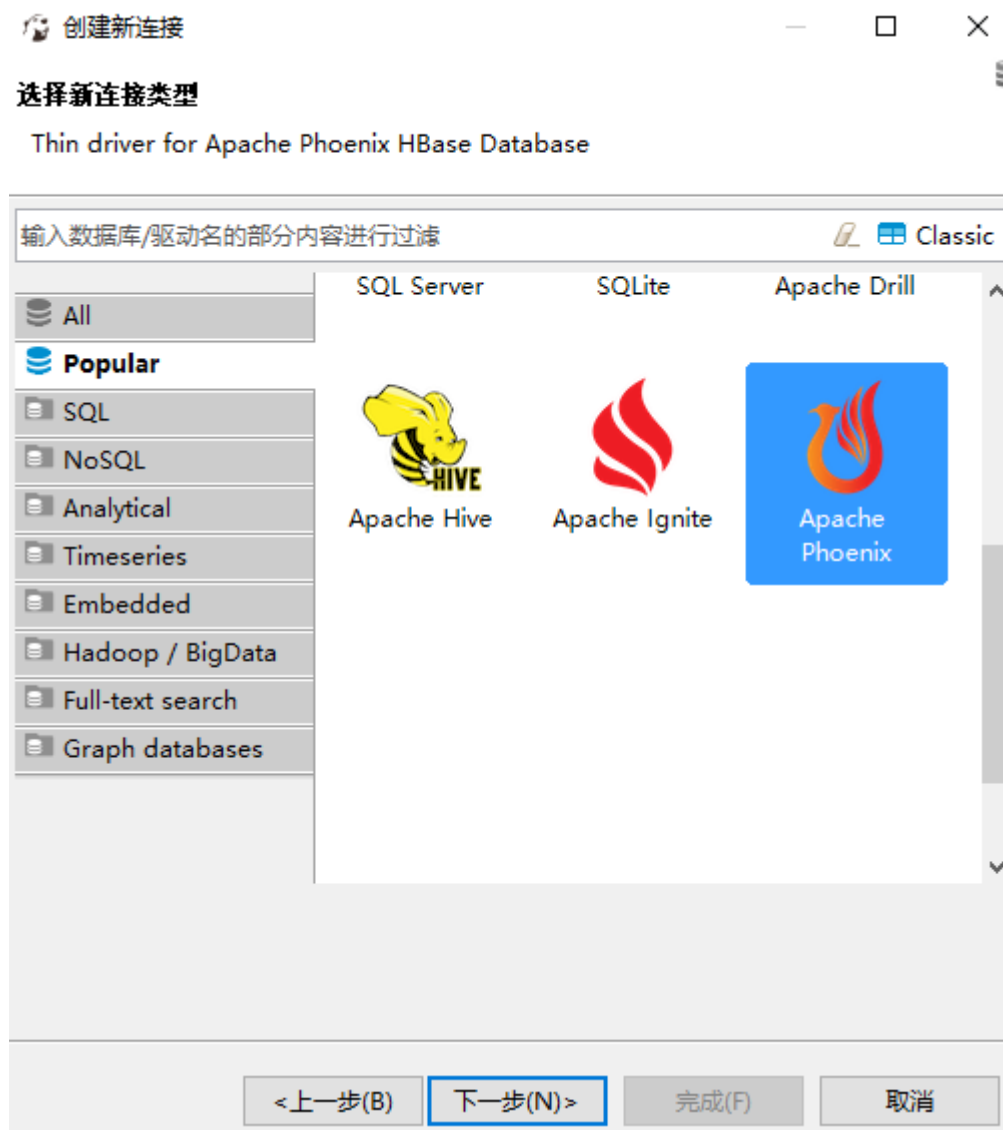 创建新连接
选择新连接类型
Thin driver for Apache Phoenix HBase Database
输入数据库/驱动名的部分内容进行过滤
Classic
All
Popular
SQL
NoSQL
Analytical
Timeseries
Embedded
Hadoop / BigData
Full-text search
Graph databases
SQL Server
SQLite
Apache Drill
HIVE
Apache Hive
Apache Ignite
Apache
Phoenix
<上一步(B)
下一步(N)>
完成(F)
取消